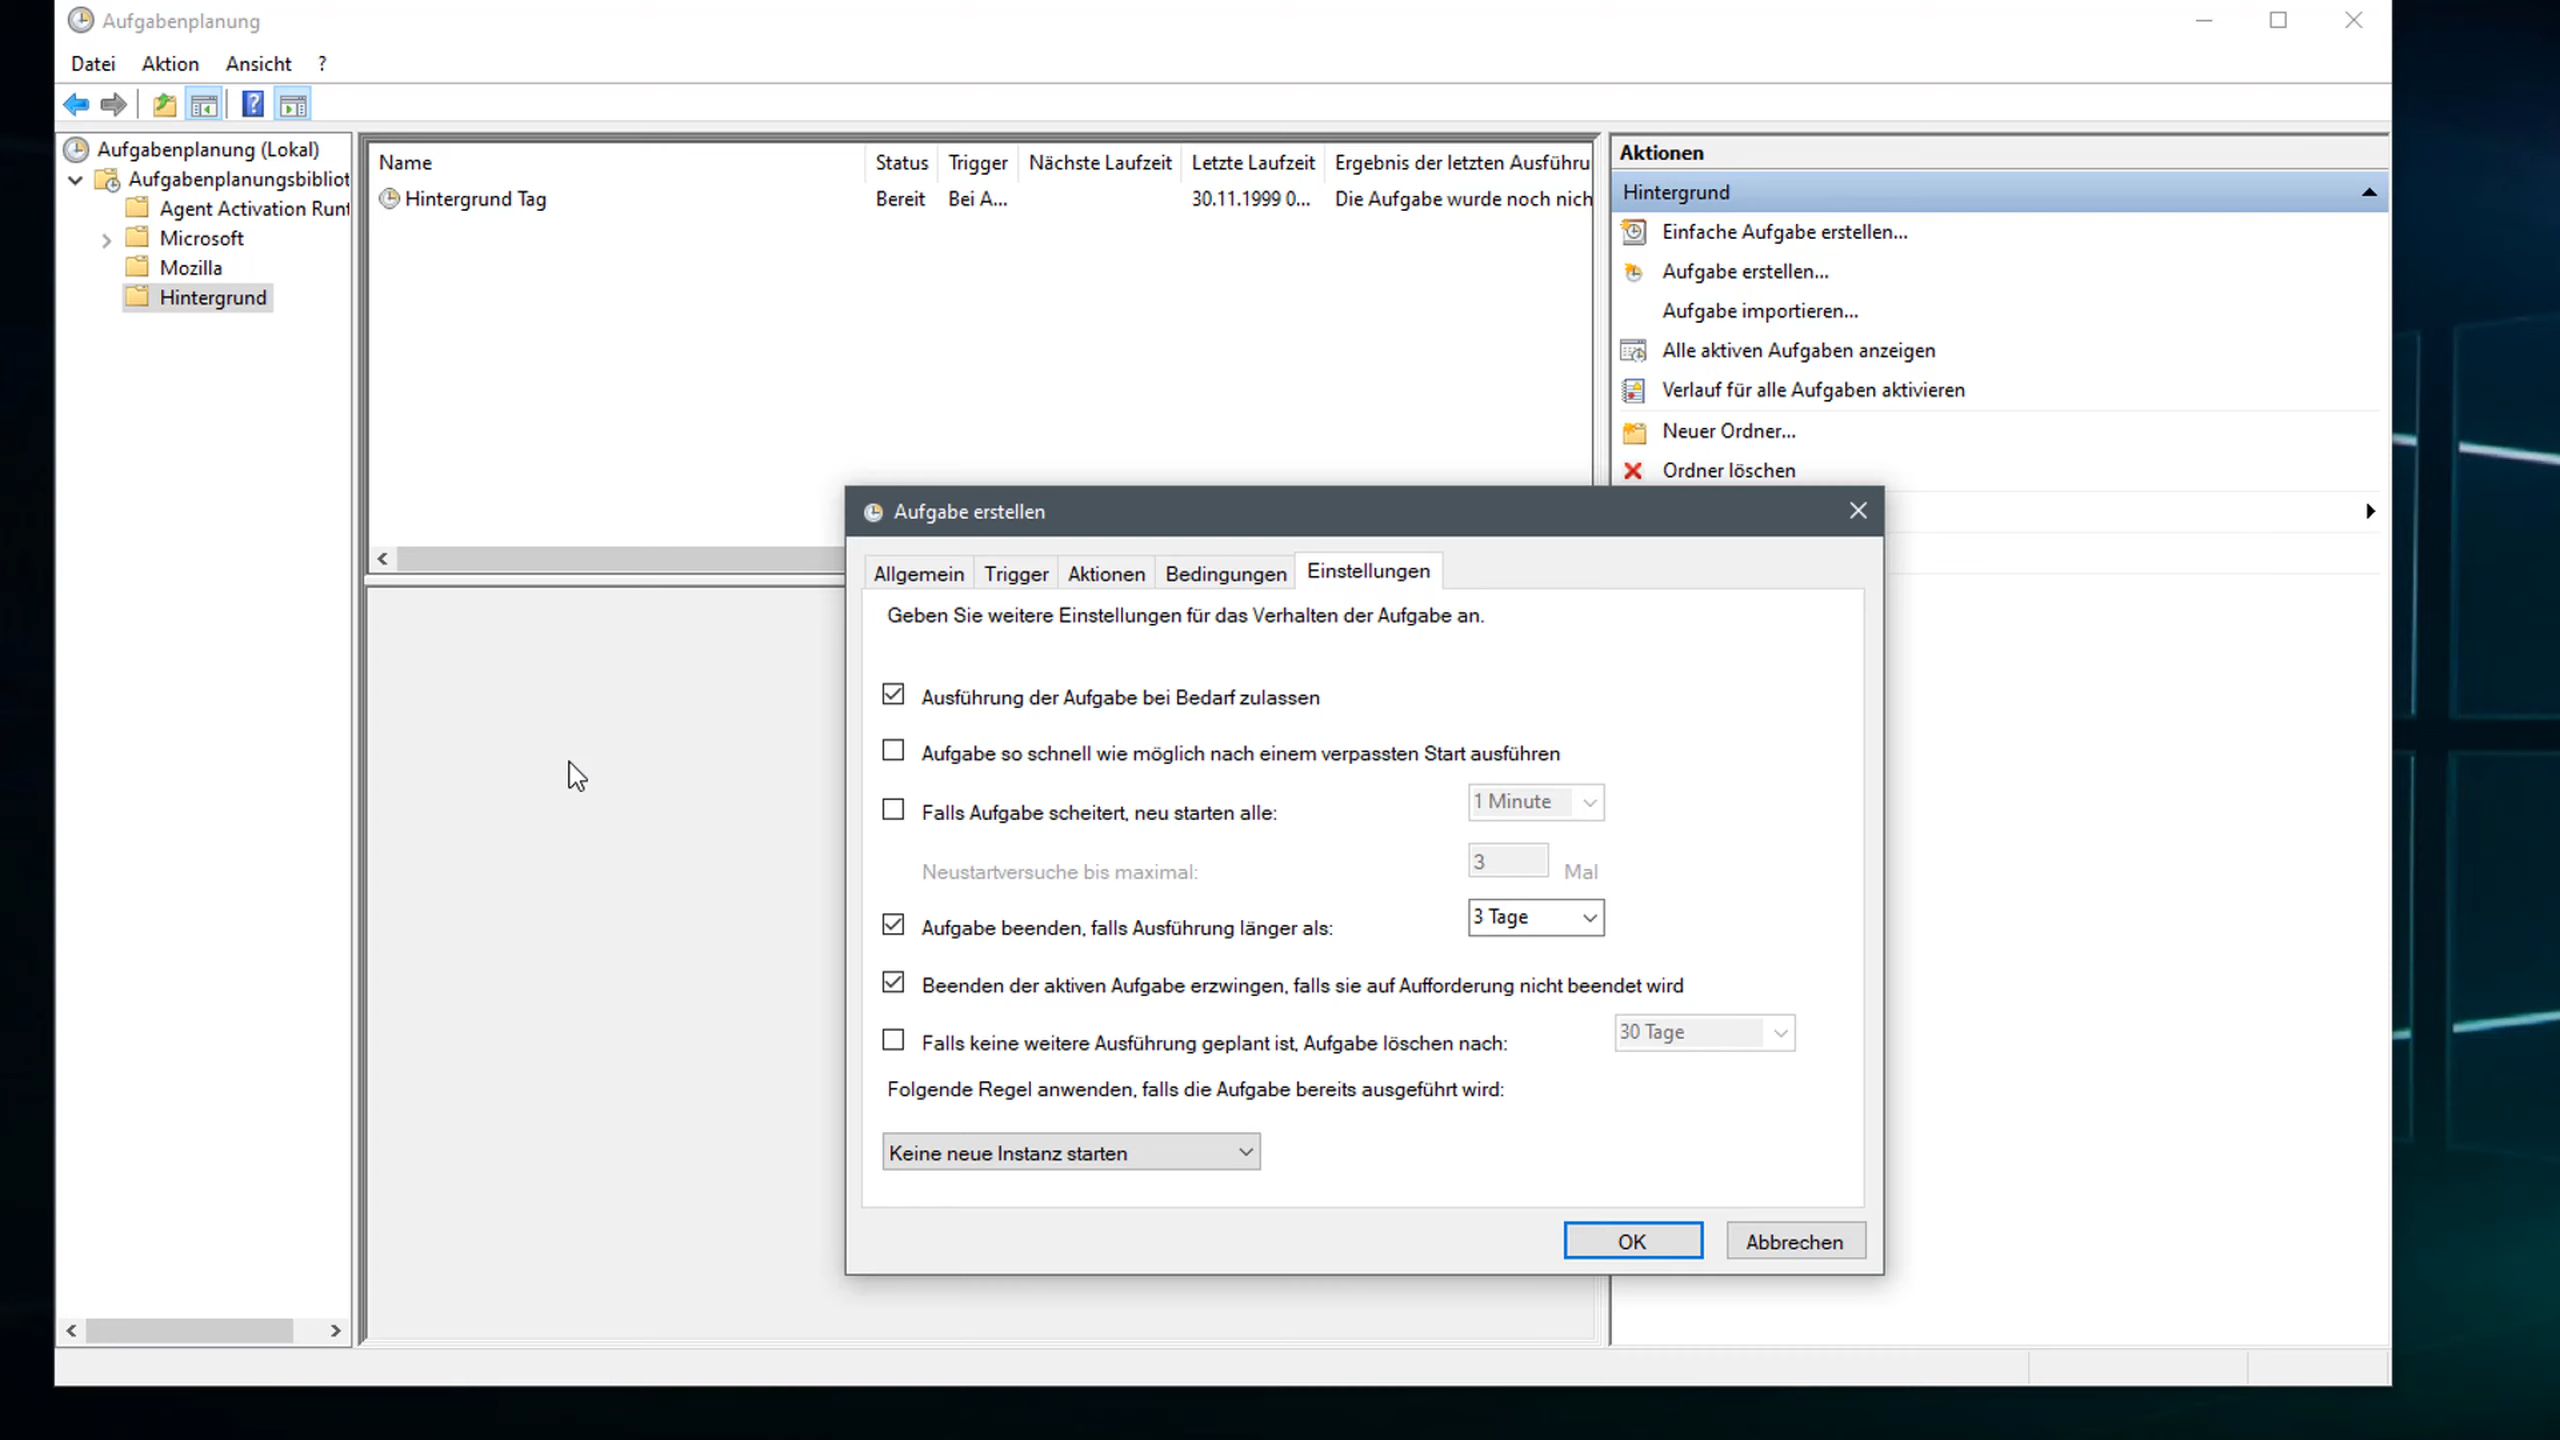 Aufgabenplanung
Datei Aktion Ansicht ?
Aufgabenplanung (Lokal)
Aufgabenplanungsbibliot
Agent Activation Runt
Microsoft
Mozilla
Hintergrund
Name Status Trigger Nächste Laufzeit Letzte Laufzeit Ergebnis der letzten Ausführu
Hintergrund Tag Bereit Bei A... 30.11.1999 0... Die Aufgabe wurde noch nich
Aktionen
Hintergrund
Einfache Aufgabe erstellen...
Aufgabe erstellen...
Aufgabe importieren...
Alle aktiven Aufgaben anzeigen
Verlauf für alle Aufgaben aktivieren
Neuer Ordner...
Ordner löschen
Aufgabe erstellen
Allgemein Trigger Aktionen Bedingungen Einstellungen
Geben Sie weitere Einstellungen für das Verhalten der Aufgabe an.
Ausführung der Aufgabe bei Bedarf zulassen
Aufgabe so schnell wie möglich nach einem verpassten Start ausführen
Falls Aufgabe scheitert, neu starten alle: 1 Minute
Neustartversuche bis maximal: 3 Mal
Aufgabe beenden, falls Ausführung länger als: 3 Tage
Beenden der aktiven Aufgabe erzwingen, falls sie auf Aufforderung nicht beendet wird
Falls keine weitere Ausführung geplant ist, Aufgabe löschen nach: 30 Tage
Folgende Regel anwenden, falls die Aufgabe bereits ausgeführt wird:
Keine neue Instanz starten
OK Abbrechen